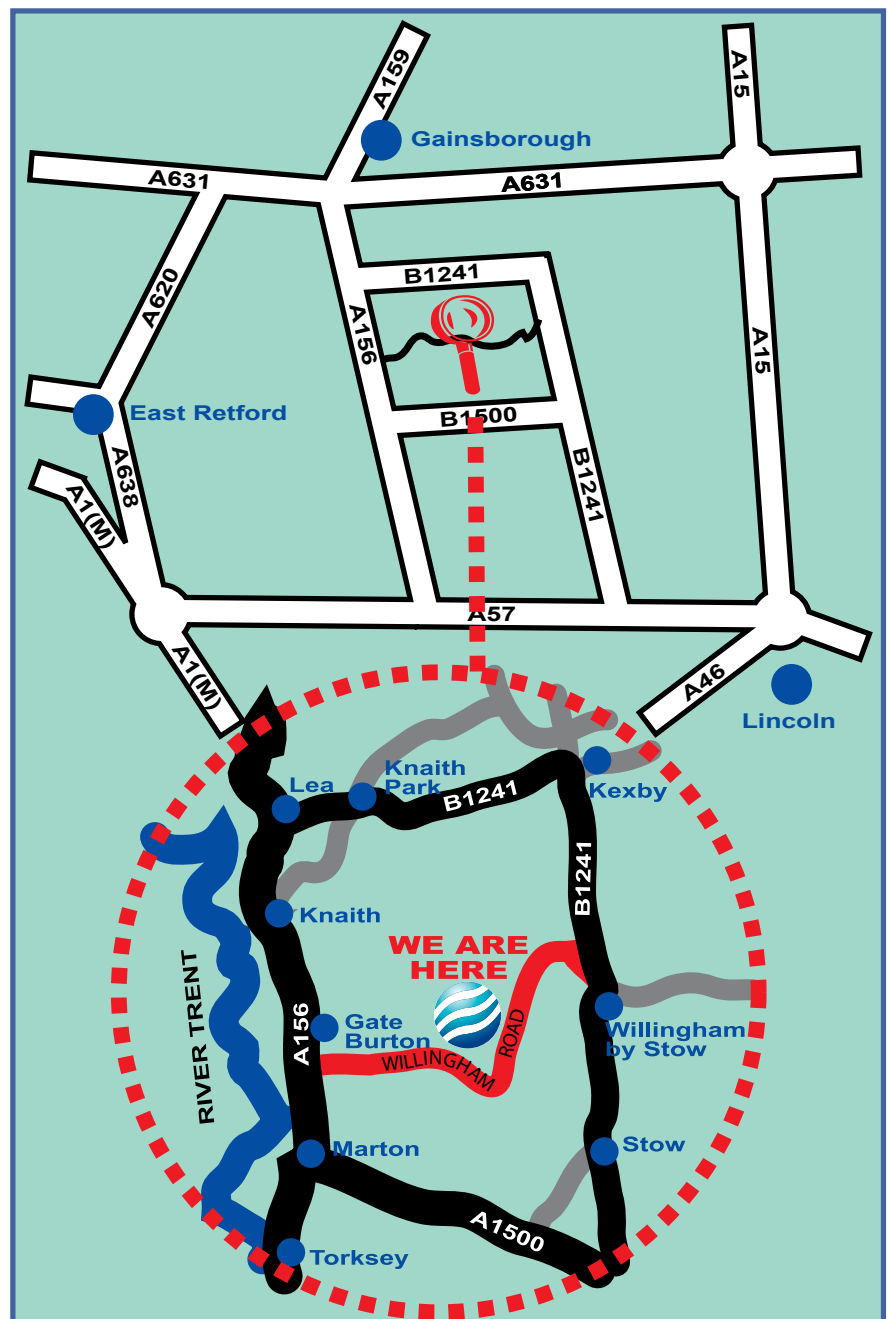 A159
A15
Gainsborough
A631
A631
A620
B1241
A156
A15
East Retford
B1500
A638
B1241
A1(M)
A57
A1(M)
A46
Lincoln
Knaith
Park
Lea
B1241
Kexby
B1241
Knaith
WE ARE
HERE
RIVER TRENT
A156
Gate
Burton
WILLINGHAM
ROAD
Willingham
by Stow
Marton
Stow
A1500
Torksey